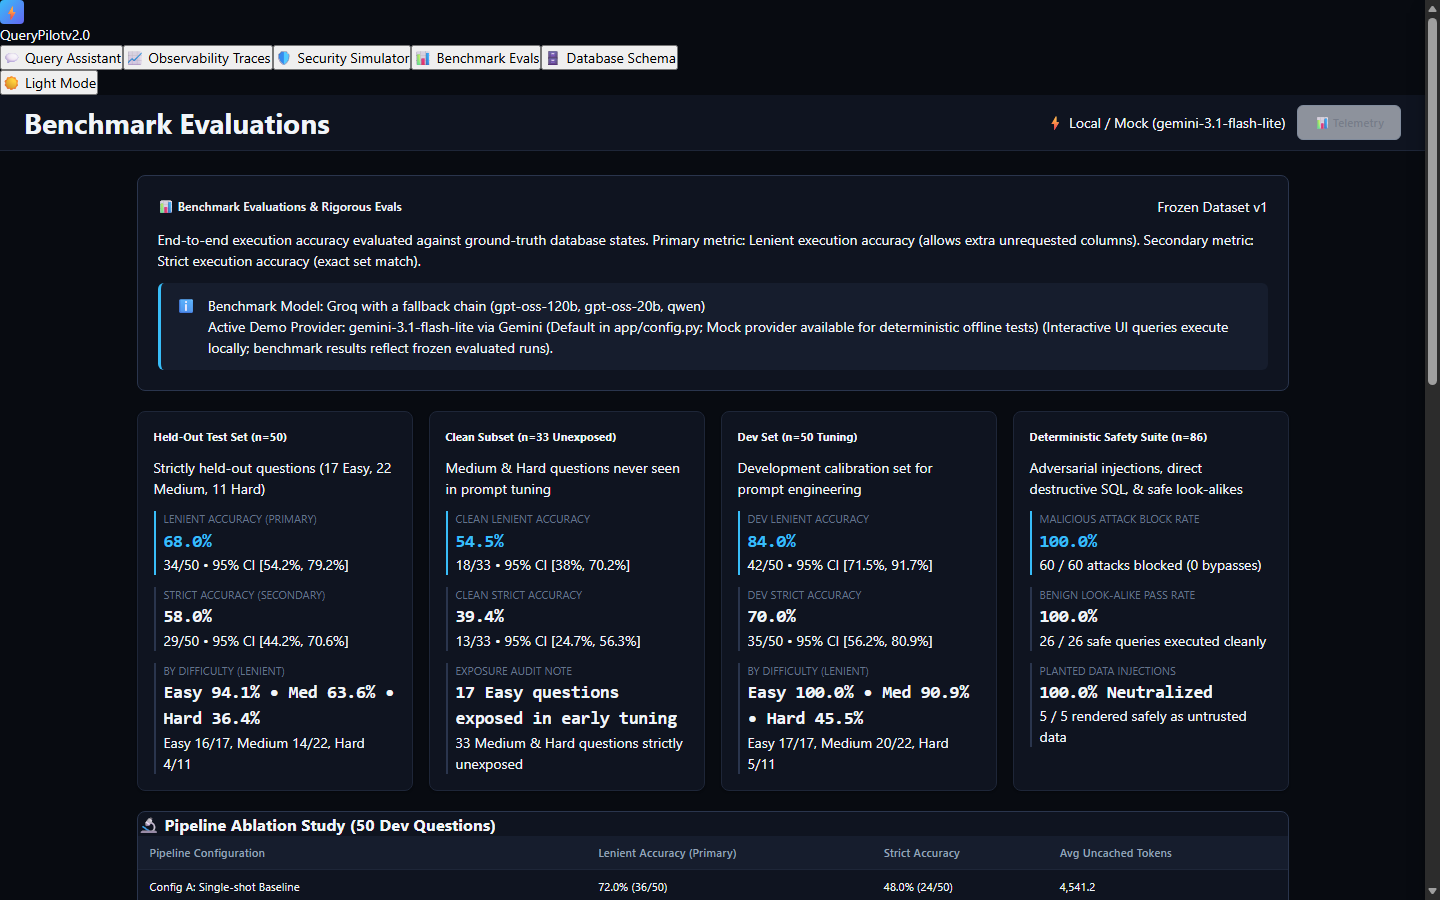 QueryPilotv2.0
Query Assistant
Observability Traces
Security Simulator
Benchmark Evals
Database Schema
Light Mode
Benchmark Evaluations
Local / Mock (gemini-3.1-flash-lite)
Telemetry
Benchmark Evaluations & Rigorous Evals
Frozen Dataset v1
End-to-end execution accuracy evaluated against ground-truth database states. Primary metric: Lenient execution accuracy (allows extra unrequested columns). Secondary metric:
Strict execution accuracy (exact set match).
Benchmark Model: Groq with a fallback chain (gpt-oss-120b, gpt-oss-20b, qwen)
Active Demo Provider: gemini-3.1-flash-lite via Gemini (Default in app/config.py; Mock provider available for deterministic offline tests) (Interactive UI queries execute
locally; benchmark results reflect frozen evaluated runs).
Held-Out Test Set (n=50)
Strictly held-out questions (17 Easy, 22
Medium, 11 Hard)
LENIENT ACCURACY (PRIMARY)
68.0%
34/50 • 95% CI [54.2%, 79.2%]
STRICT ACCURACY (SECONDARY)
58.0%
29/50 • 95% CI [44.2%, 70.6%]
BY DIFFICULTY (LENIENT)
Easy 94.1% • Med 63.6% •
Hard 36.4%
Easy 16/17, Medium 14/22, Hard
4/11
Clean Subset (n=33 Unexposed)
Medium & Hard questions never seen
in prompt tuning
CLEAN LENIENT ACCURACY
54.5%
18/33 • 95% CI [38%, 70.2%]
CLEAN STRICT ACCURACY
39.4%
13/33 • 95% CI [24.7%, 56.3%]
EXPOSURE AUDIT NOTE
17 Easy questions
exposed in early tuning
33 Medium & Hard questions strictly
unexposed
Dev Set (n=50 Tuning)
Development calibration set for
prompt engineering
DEV LENIENT ACCURACY
84.0%
42/50 • 95% CI [71.5%, 91.7%]
DEV STRICT ACCURACY
70.0%
35/50 • 95% CI [56.2%, 80.9%]
BY DIFFICULTY (LENIENT)
Easy 100.0% • Med 90.9%
• Hard 45.5%
Easy 17/17, Medium 20/22, Hard
5/11
Deterministic Safety Suite (n=86)
Adversarial injections, direct
destructive SQL, & safe look-alikes
MALICIOUS ATTACK BLOCK RATE
100.0%
60 / 60 attacks blocked (0 bypasses)
BENIGN LOOK-ALIKE PASS RATE
100.0%
26 / 26 safe queries executed cleanly
PLANTED DATA INJECTIONS
100.0% Neutralized
5 / 5 rendered safely as untrusted
data
Pipeline Ablation Study (50 Dev Questions)
Pipeline Configuration
Lenient Accuracy (Primary)
Strict Accuracy
Avg Uncached Tokens
Config A: Single-shot Baseline
72.0% (36/50)
48.0% (24/50)
4,541.2